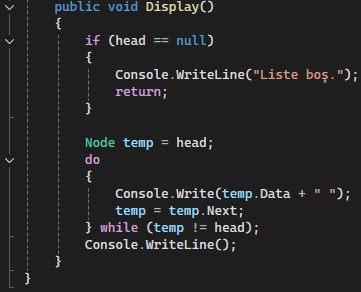 public void Display()
{
if (head == null)
{
Console.WriteLine("Liste boş.");
return;
}
Node temp = head;
do
{
Console.Write(temp.Data + " ");
temp = temp.Next;
} while (temp != head);
Console.WriteLine();
}
}